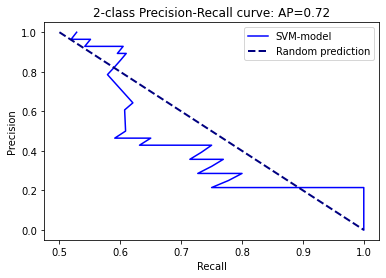 2-class Precision-Recall curve: AP=0.72
SVM-model
Random prediction
1.0
0.8
0.6
0.4
0.2
0.0
Precision
0.5
0.6
0.7
0.8
0.9
1.0
Recall